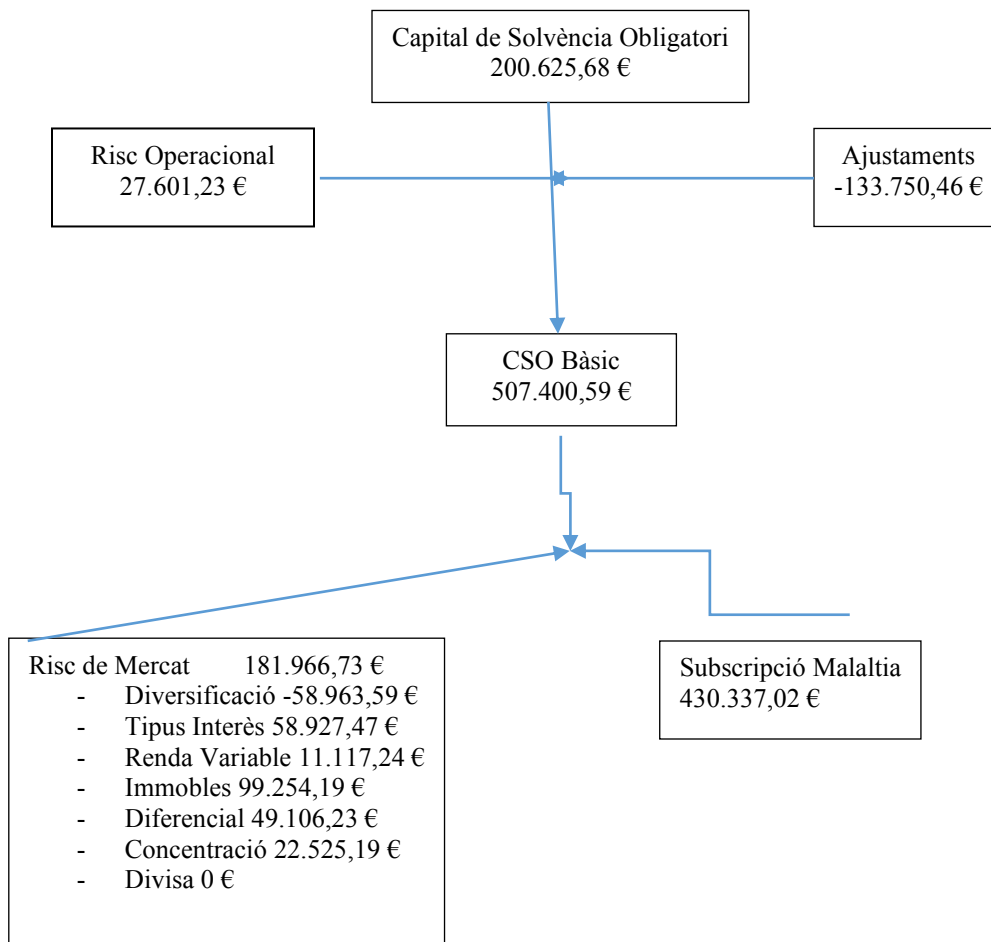 Capital de Solvència Obligatori
200.625,68 €
Risc Operacional
27.601,23 €
Ajustaments
-133.750,46 €
CSO Bàsic
507.400,59 €
Risc de Mercat 181.966,73 €
- Diversificació -58.963,59 €
- Tipus Interès 58.927,47 €
- Renda Variable 11.117,24 €
- Immobles 99.254,19 €
- Diferencial 49.106,23 €
- Concentració 22.525,19 €
- Divisa 0 €
Subscripció Malaltia
430.337,02 €